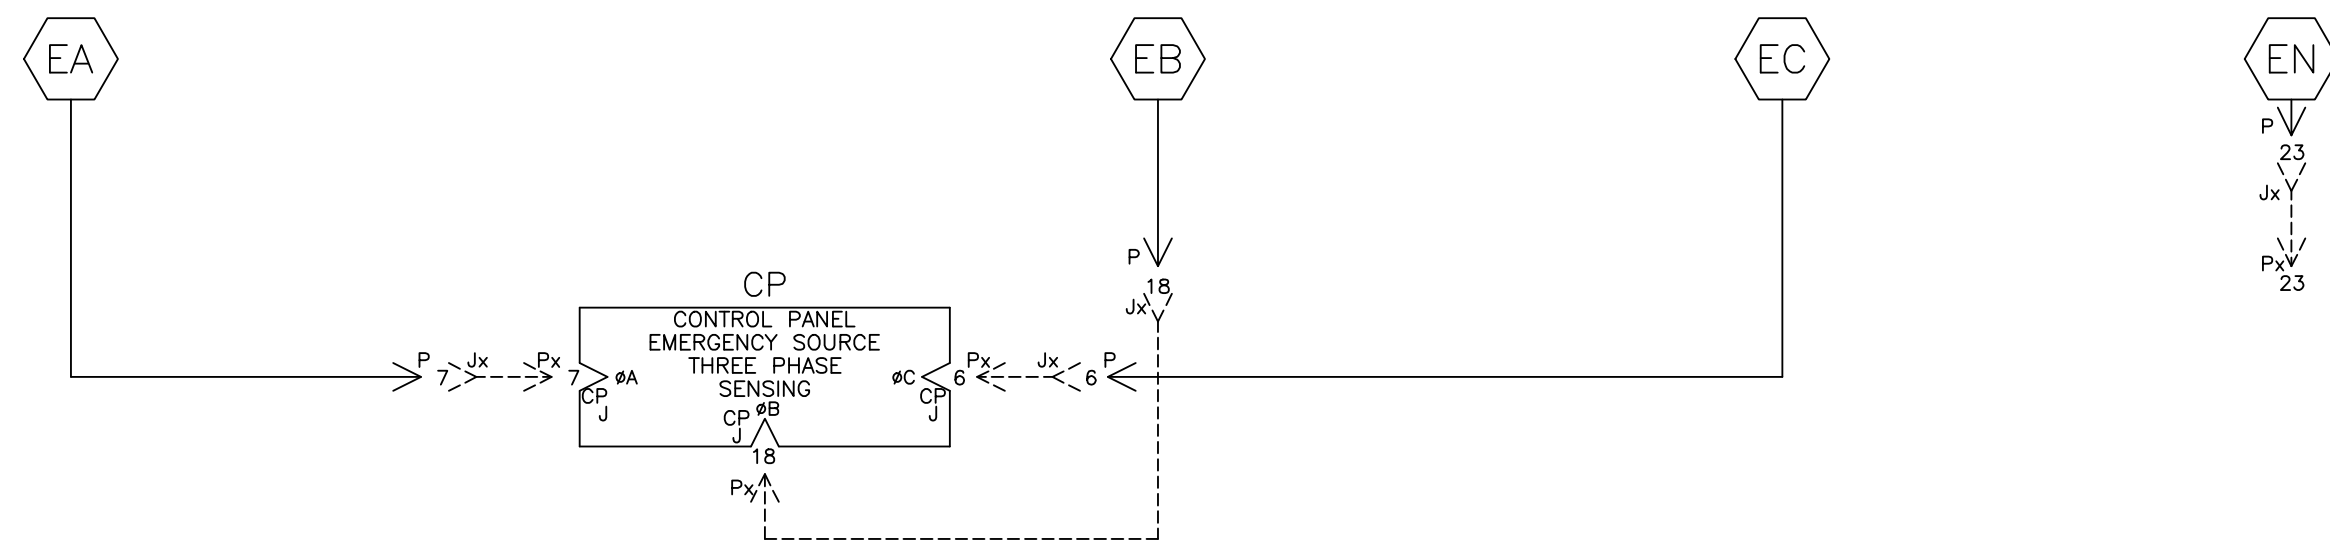 EA
EB
EC
EN
P
23
Jx
Px
23
P
18
Jx
CP
CONTROL PANEL
EMERGENCY SOURCE
THREE PHASE
SENSING
P
7
Jx
Px
7
øA
CP
J
øC
6
Px
Jx
6
P
CP
J
øB
CP
J
18
Px